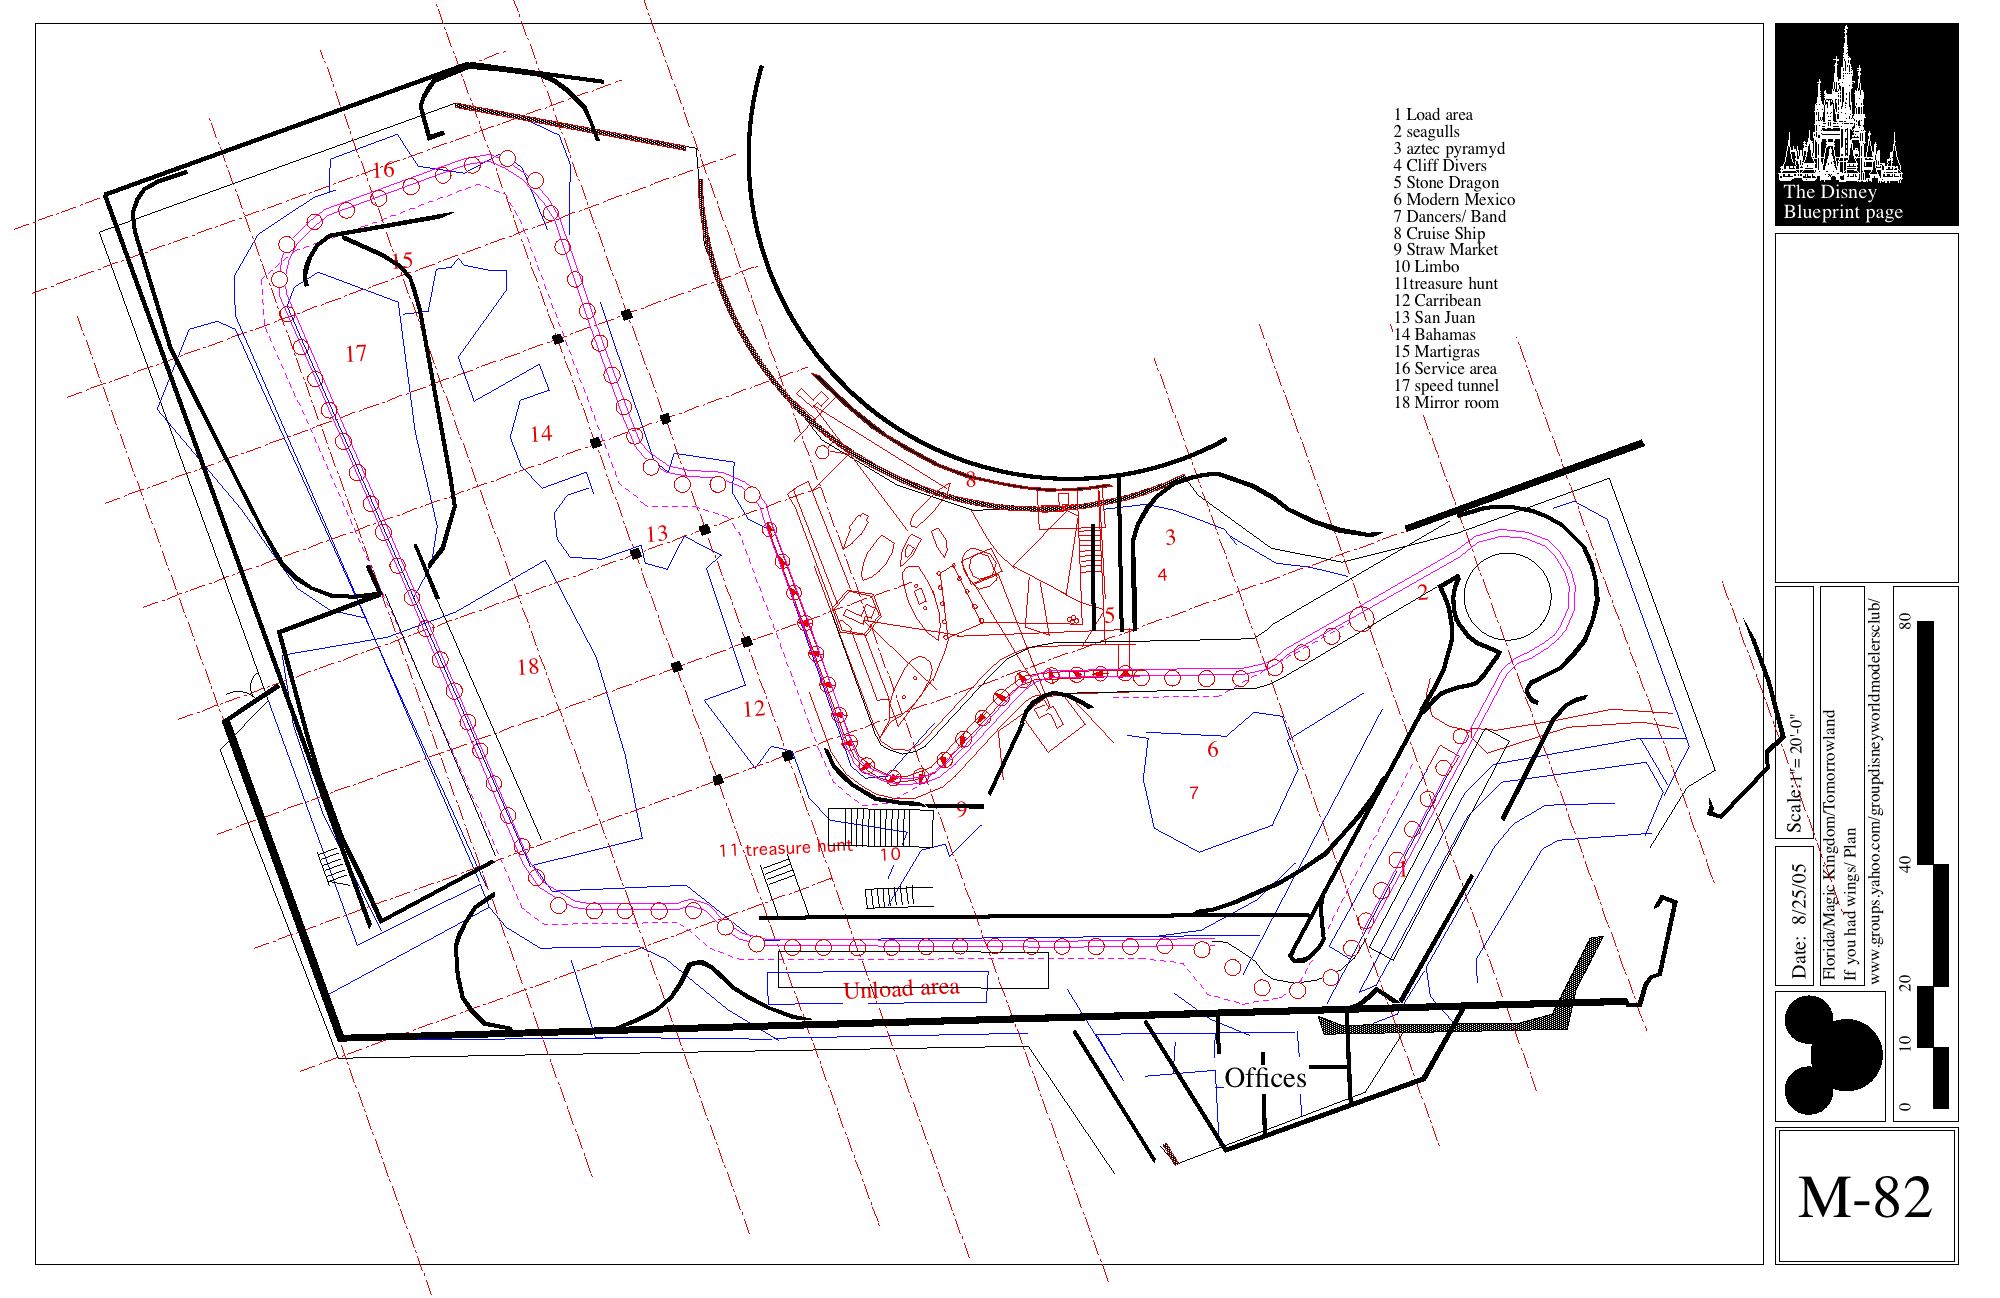 1 Load area
2 seagulls
3 aztec pyramyd
4 Cliff Divers
5 Stone Dragon
6 Modern Mexico
7 Dancers/ Band
8 Cruise Ship
9 Straw Market
10 Limbo
11treasure hunt
12 Carribean
13 San Juan
14 Bahamas
15 Martigras
16 Service area
17 speed tunnel
18 Mirror room
16
15
17
14
13
18
12
11 treasure hunt
10
9
8
3
4
5
2
6
7
1
Unload area
Offices
The Disney
Blueprint page
Scale: 1"= 20'-0"
Date: 8/25/05
Florida/Magic Kingdom/Tomorrowland
If you had wings/ Plan
www.groups.yahoo.com/groupdisneyworldmodelersclub/
80
40
20
10
0
M-82